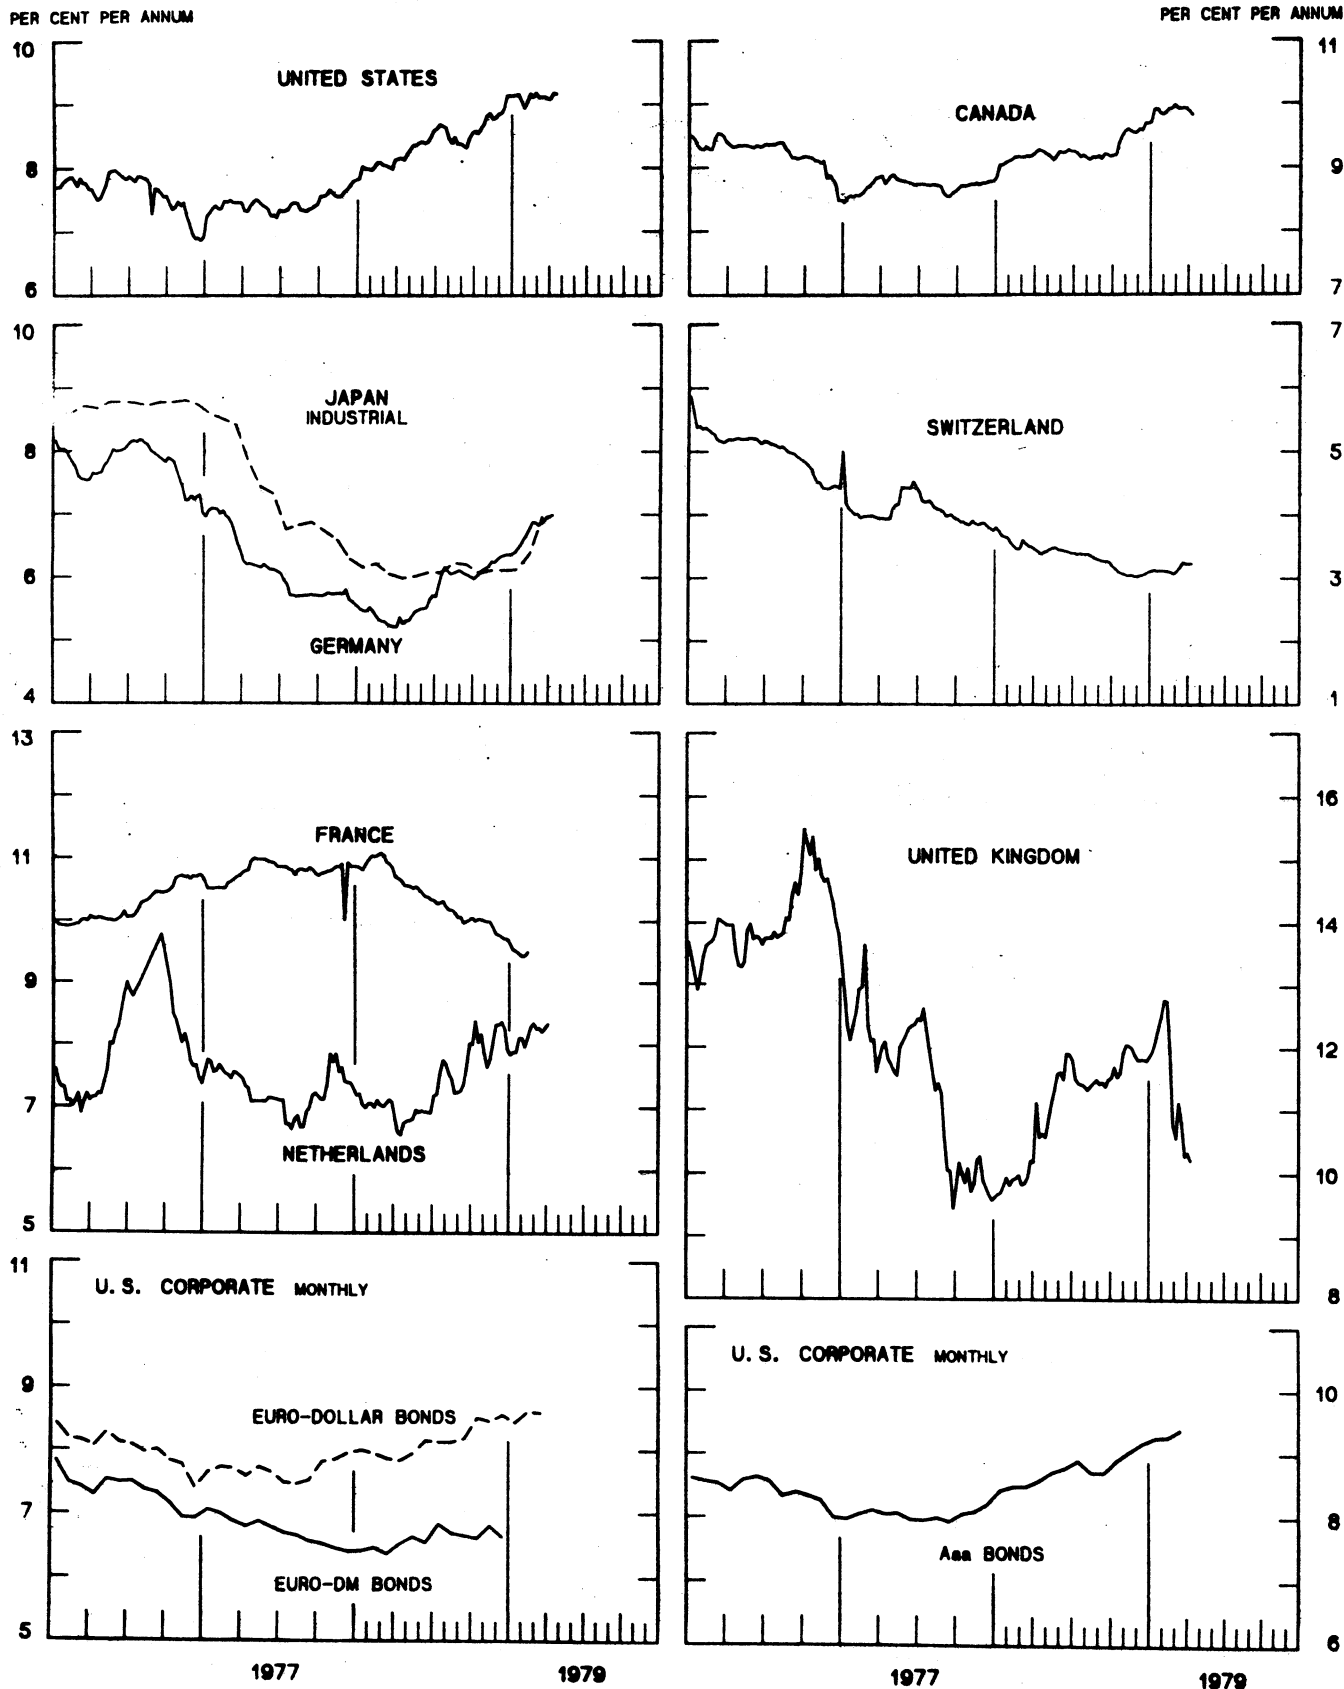 PER CENT PER ANNUM
PER CENT PER ANNUM
10
UNITED STATES
8
6
11
CANADA
9
7
10
JAPAN
INDUSTRIAL
8
6
GERMANY
4
7
SWITZERLAND
5
3
1
13
FRANCE
11
9
7
NETHERLANDS
5
16
UNITED KINGDOM
14
12
10
8
11
U.S. CORPORATE MONTHLY
9
EURO-DOLLAR BONDS
7
EURO-DM BONDS
5
U.S. CORPORATE MONTHLY
10
8
Aaa BONDS
6
1977
1979
1977
1979